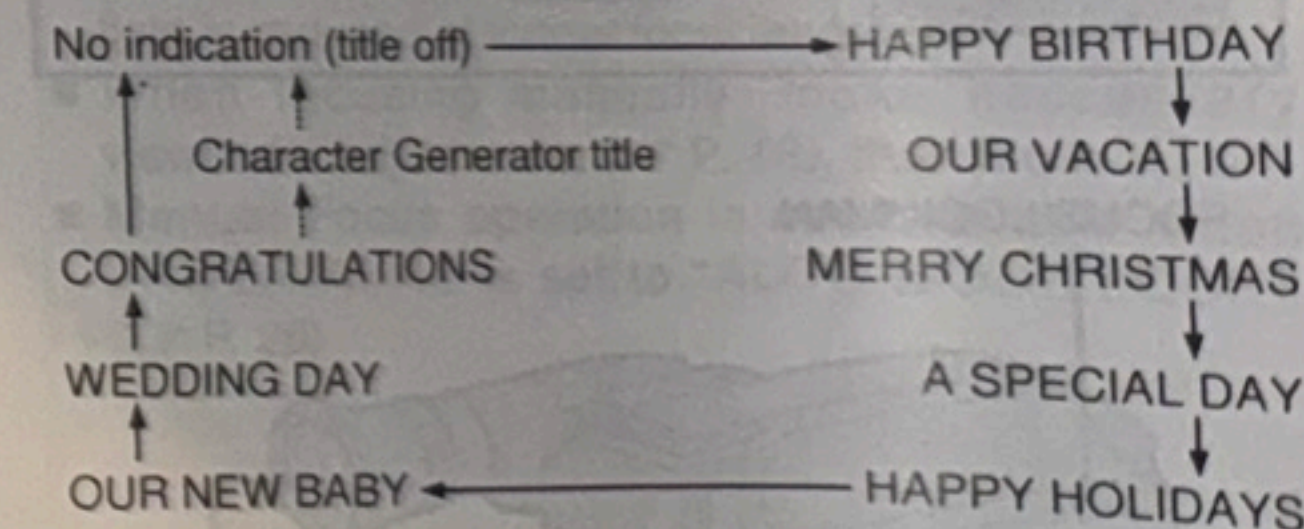 No indication (title off) HAPPY BIRTHDAY
Character Generator title OUR VACATION
CONGRATULATIONS MERRY CHRISTMAS
WEDDING DAY A SPECIAL DAY
OUR NEW BABY HAPPY HOLIDAYS